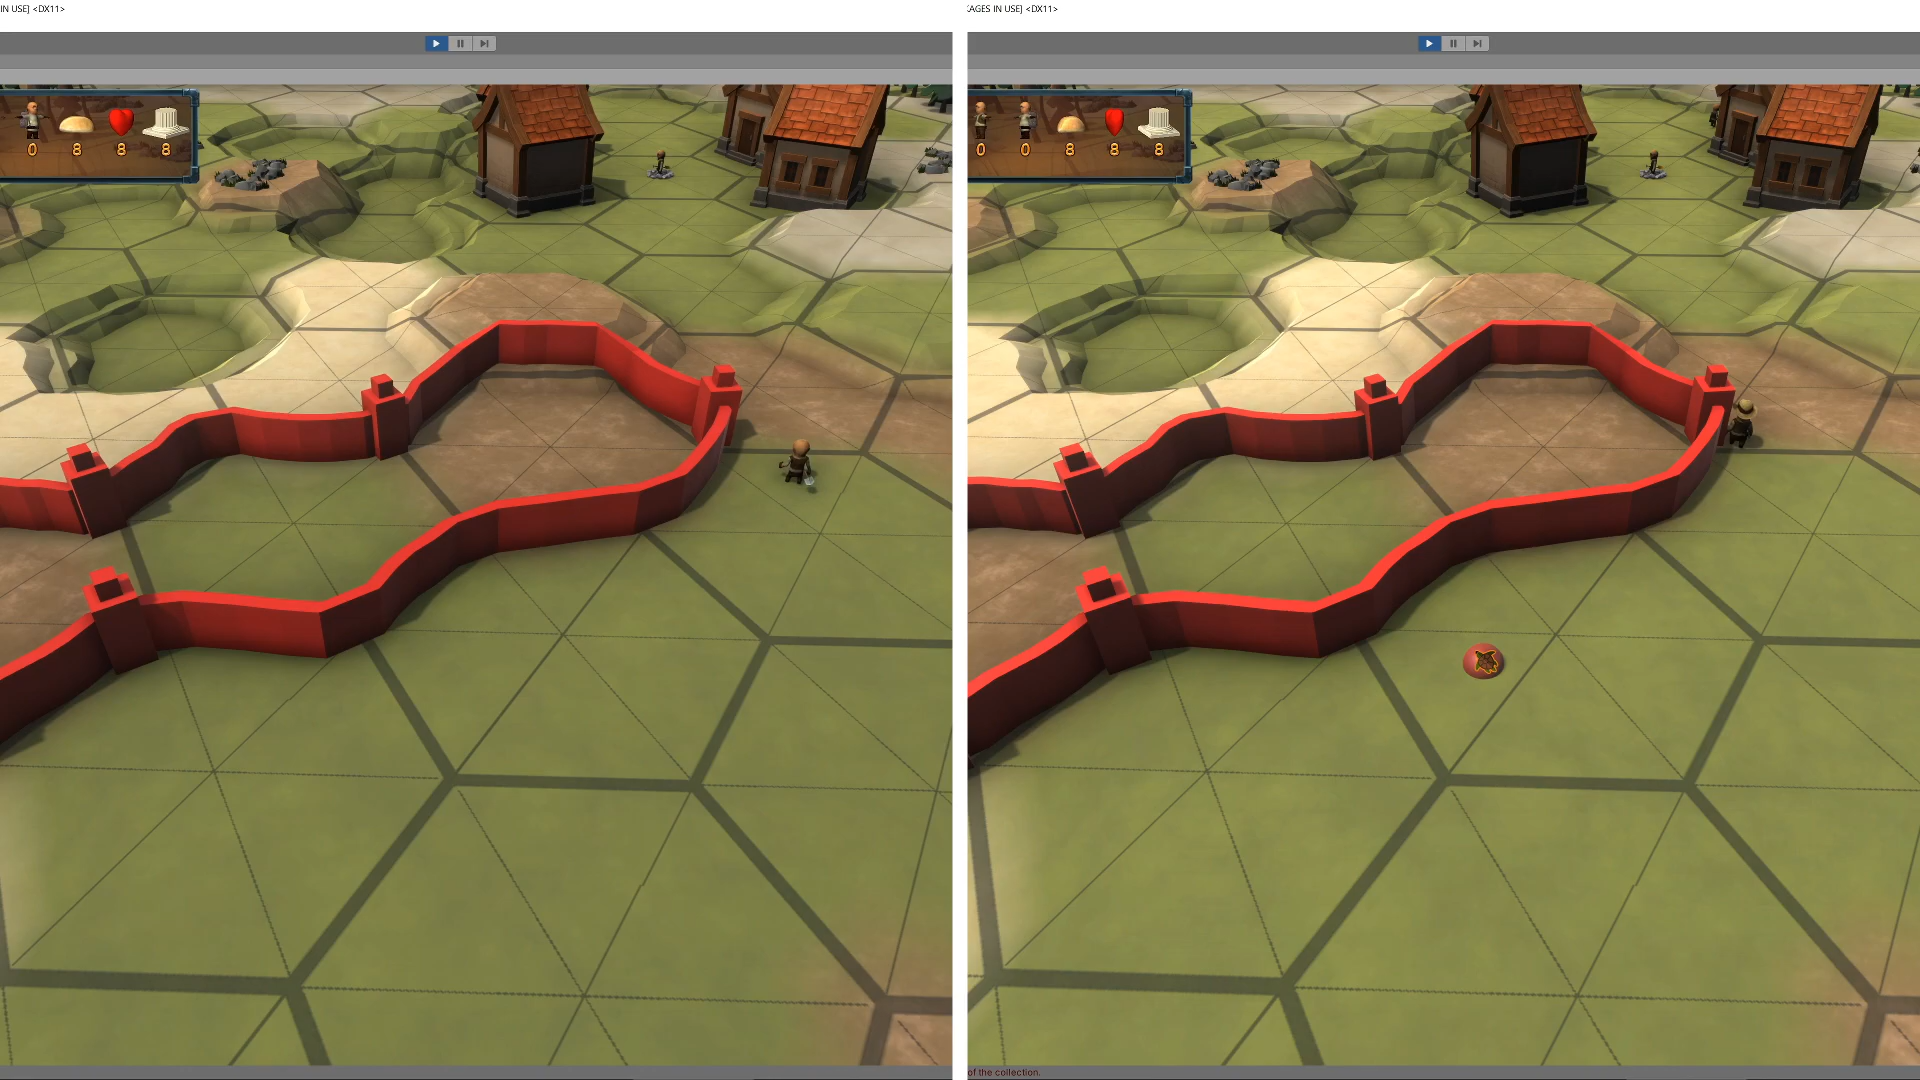 IN USE] <DX11>
0 8 8 8
AGES IN USE] <DX11>
0 0 8 8 8
of the collection.